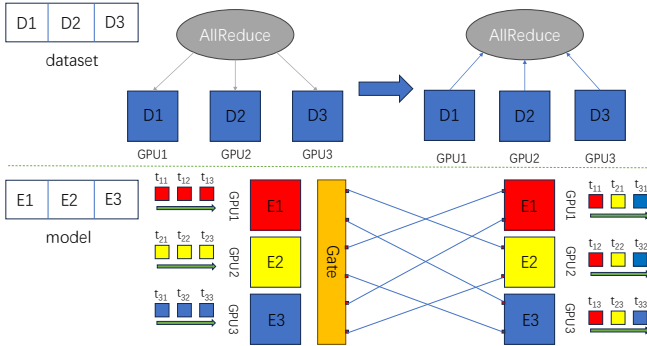 D1 D2 D3
dataset
AllReduce
D1 D2 D3
GPU1 GPU2 GPU3
AllReduce
D1 D2 D3
GPU1 GPU2 GPU3
E1 E2 E3
model
t11 t12 t13
t21 t22 t23
t31 t32 t33
GPU1
GPU2
GPU3
E1
E2
E3
Gate
E1
E2
E3
GPU1
GPU2
GPU3
t11 t21 t31
t12 t22 t32
t13 t23 t33